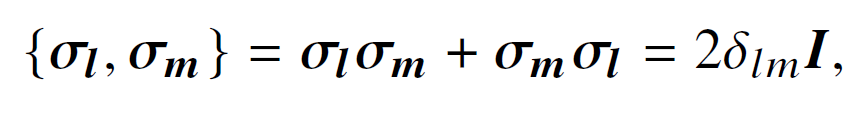 {σ_l, σ_m} = σ_lσ_m + σ_mσ_l = 2δ_{lm}I,